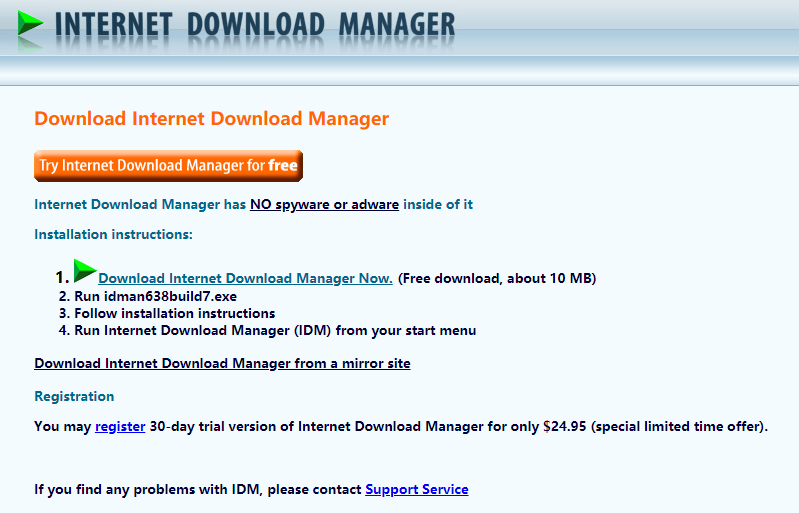 INTERNET DOWNLOAD MANAGER
Download Internet Download Manager
Try Internet Download Manager for free
Internet Download Manager has NO spyware or adware inside of it
Installation instructions:
1. Download Internet Download Manager Now. (Free download, about 10 MB)
2. Run idman638build7.exe
3. Follow installation instructions
4. Run Internet Download Manager (IDM) from your start menu
Download Internet Download Manager from a mirror site
Registration
You may register 30-day trial version of Internet Download Manager for only $24.95 (special limited time offer).
If you find any problems with IDM, please contact Support Service